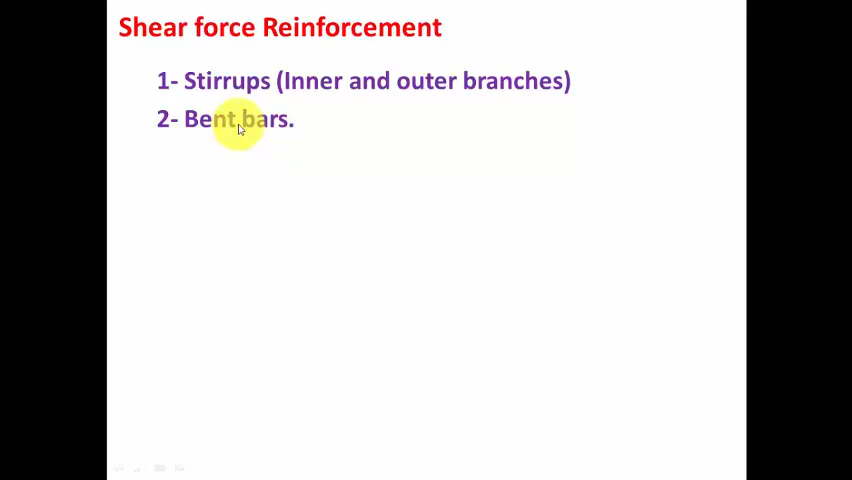 Shear force Reinforcement
1- Stirrups (Inner and outer branches)
2- Bent bars.